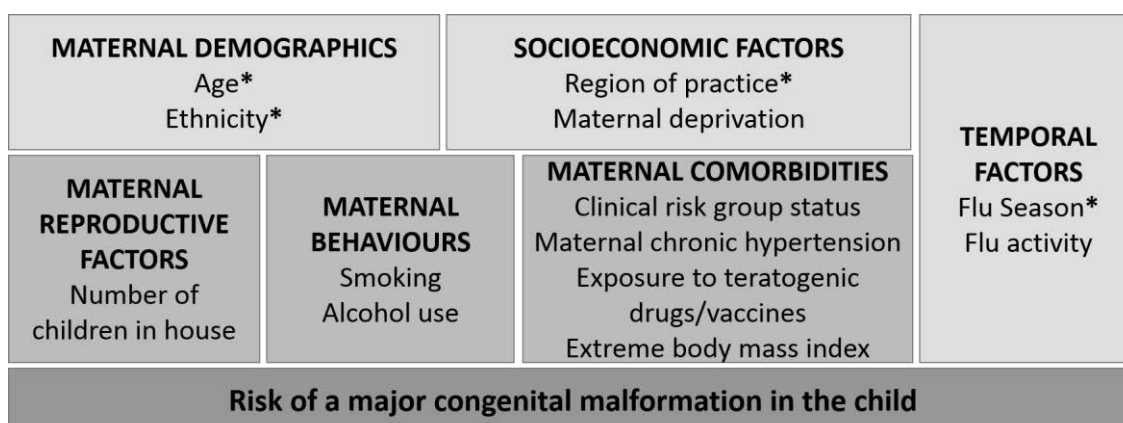 MATERNAL DEMOGRAPHICS
Age*
Ethnicity*
SOCIOECONOMIC FACTORS
Region of practice*
Maternal deprivation
TEMPORAL
FACTORS
Flu Season*
Flu activity
MATERNAL
REPRODUCTIVE
FACTORS
Number of
children in house
MATERNAL
BEHAVIOURS
Smoking
Alcohol use
MATERNAL COMORBIDITIES
Clinical risk group status
Maternal chronic hypertension
Exposure to teratogenic
drugs/vaccines
Extreme body mass index
Risk of a major congenital malformation in the child